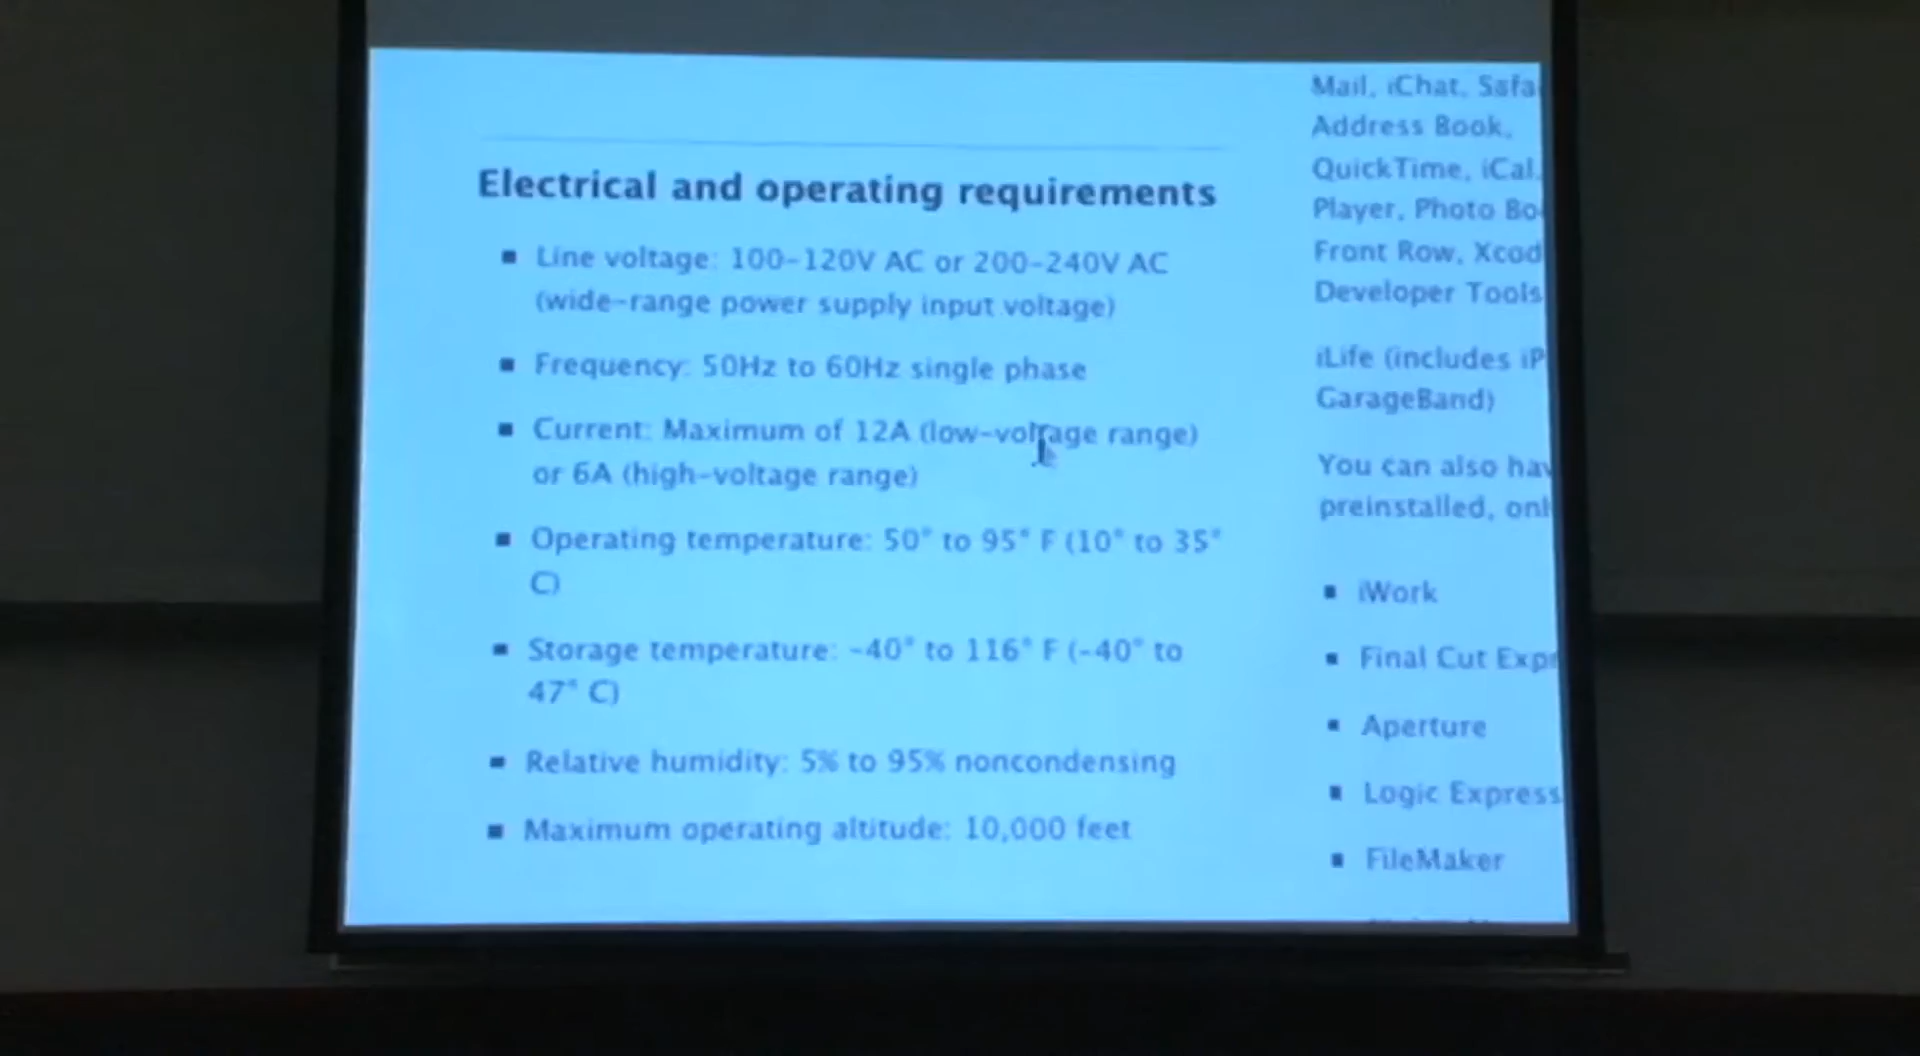 Electrical and operating requirements
Line voltage: 100-120V AC or 200-240V AC
(wide-range power supply input voltage)
Frequency: 50Hz to 60Hz single phase
Current: Maximum of 12A (low-voltage range)
or 6A (high-voltage range)
Operating temperature: 50° to 95° F (10° to 35°
C)
Storage temperature: -40° to 116° F (-40° to
47° C)
Relative humidity: 5% to 95% noncondensing
Maximum operating altitude: 10,000 feet
Mail, iChat, Safa
Address Book,
QuickTime, iCal,
Player, Photo Bo
Front Row, Xcod
Developer Tools
iLife (includes iP
GarageBand)
You can also hav
preinstalled, onl
iWork
Final Cut Expr
Aperture
Logic Express
FileMaker